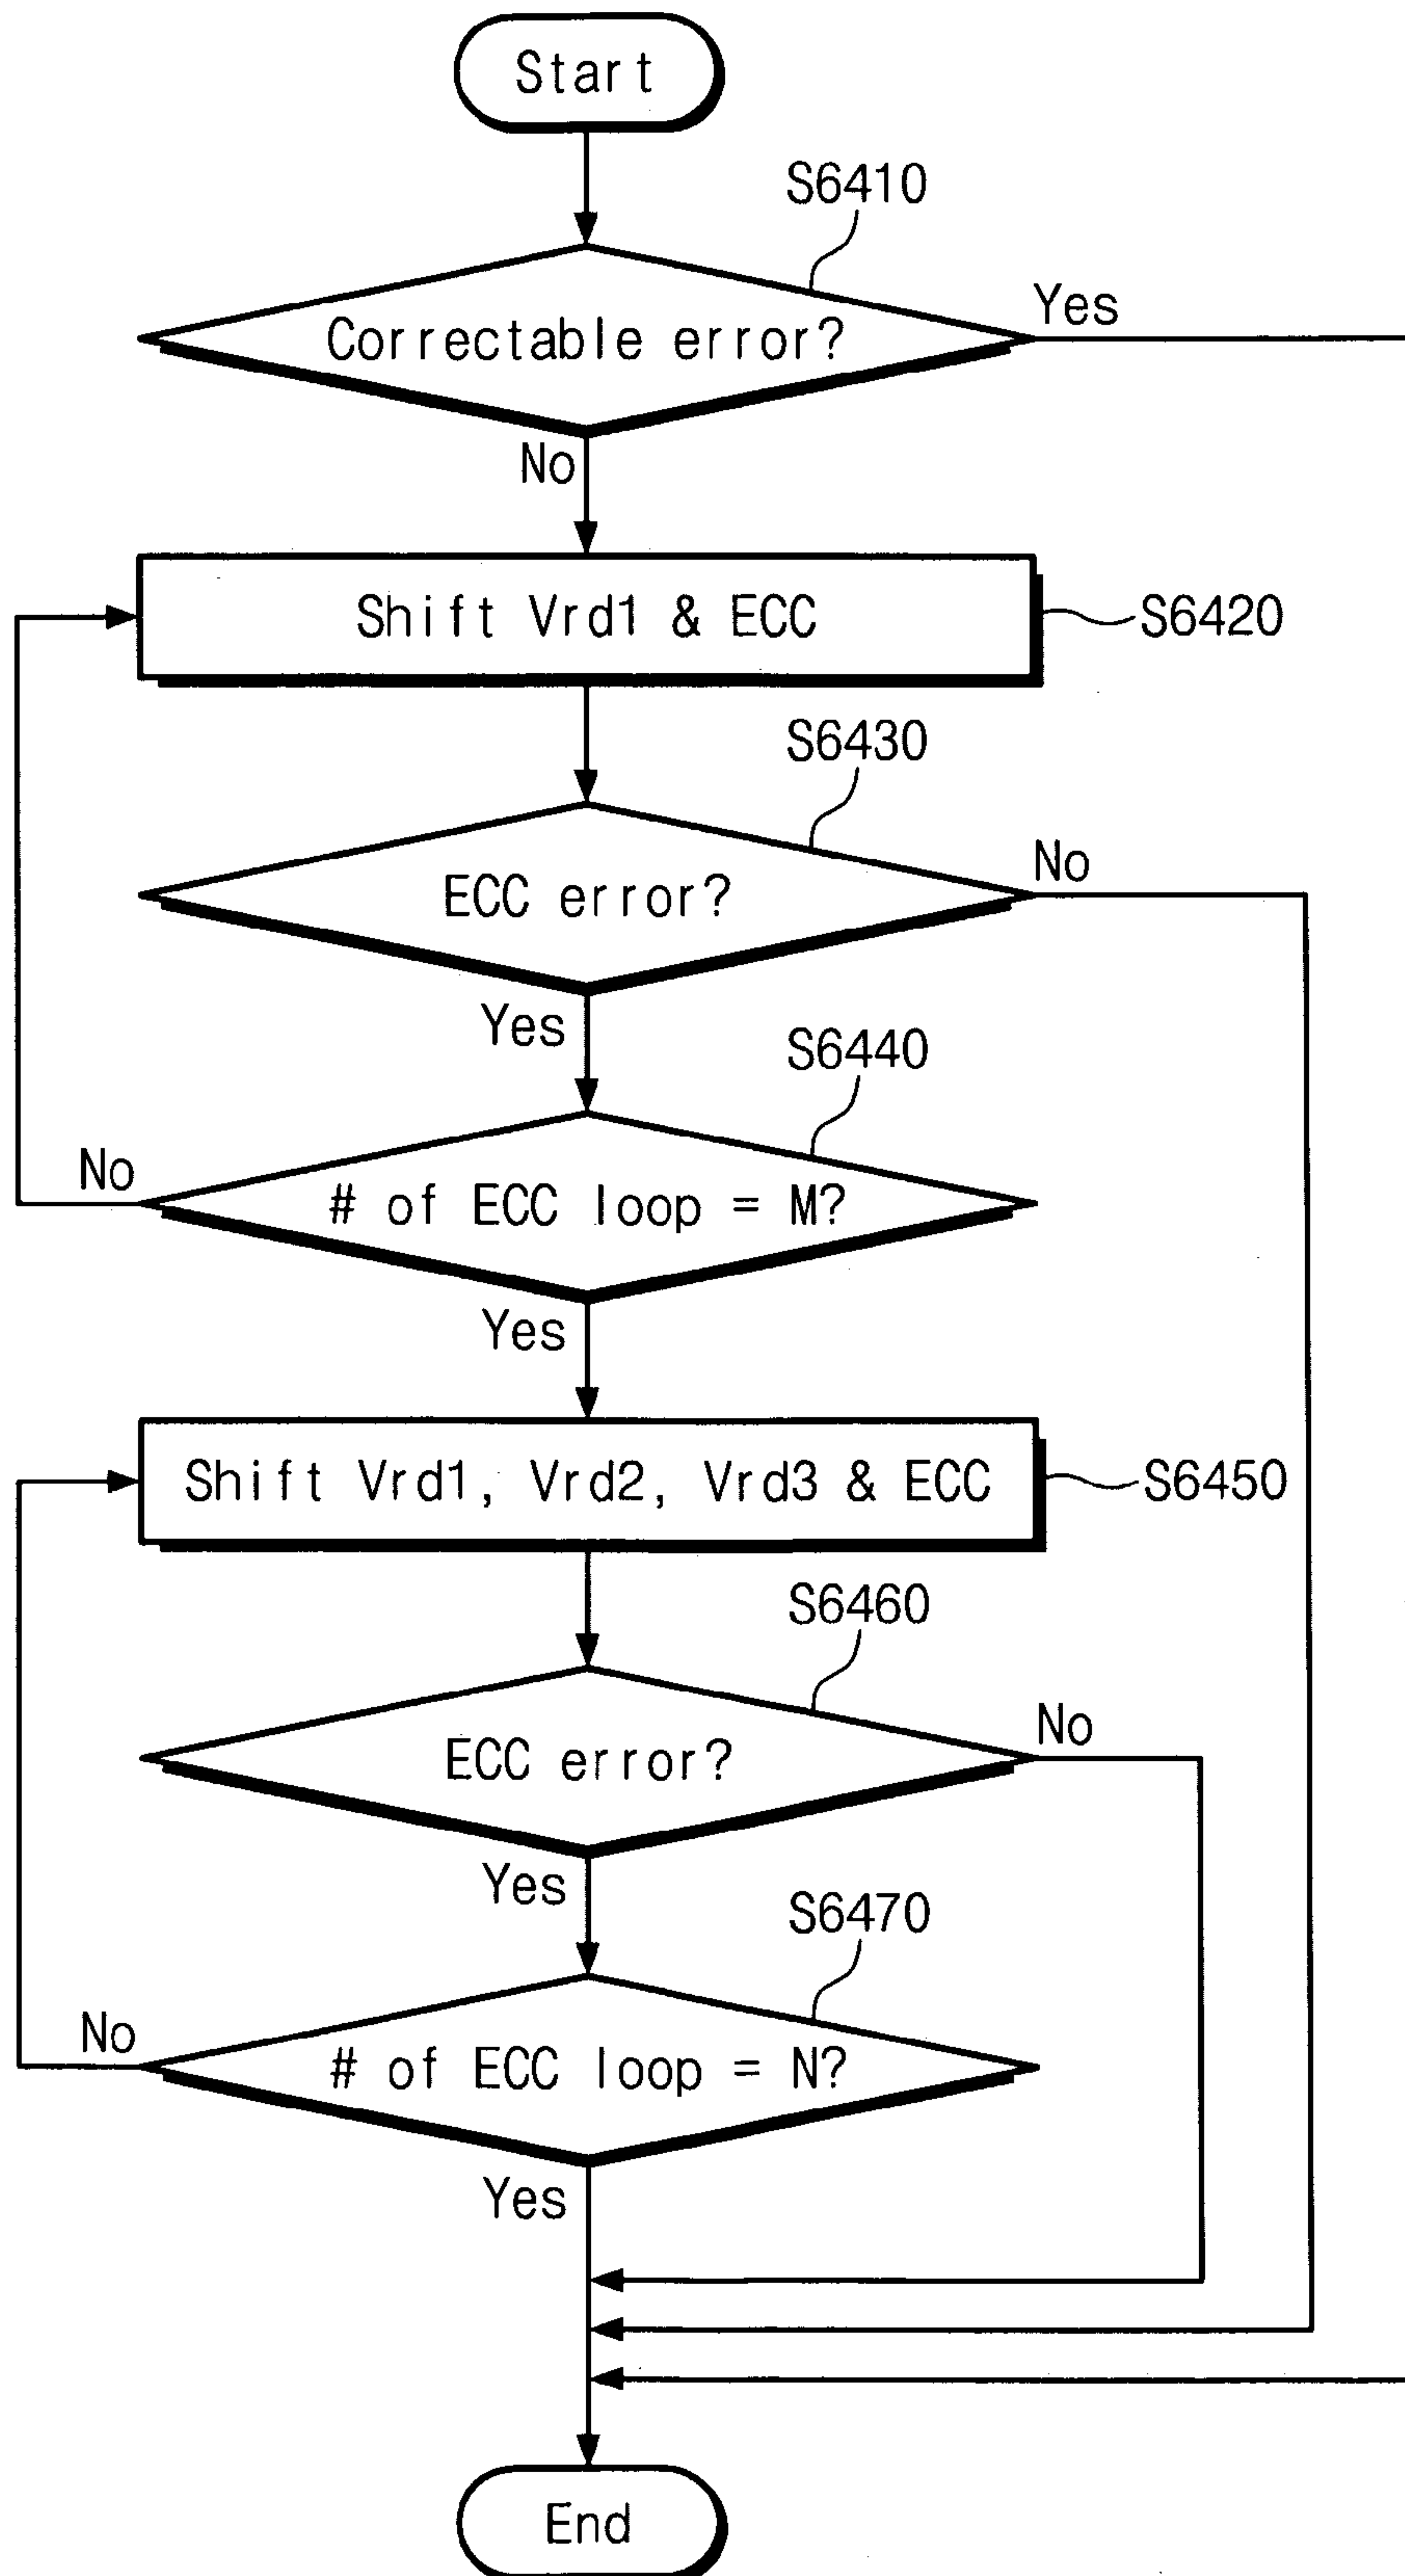 Start
S6410
Correctable error?
Yes
No
Shift Vrd1 & ECC
S6420
S6430
ECC error?
No
Yes
S6440
# of ECC loop = M?
No
Yes
Shift Vrd1, Vrd2, Vrd3 & ECC
S6450
S6460
ECC error?
No
Yes
S6470
# of ECC loop = N?
No
Yes
End